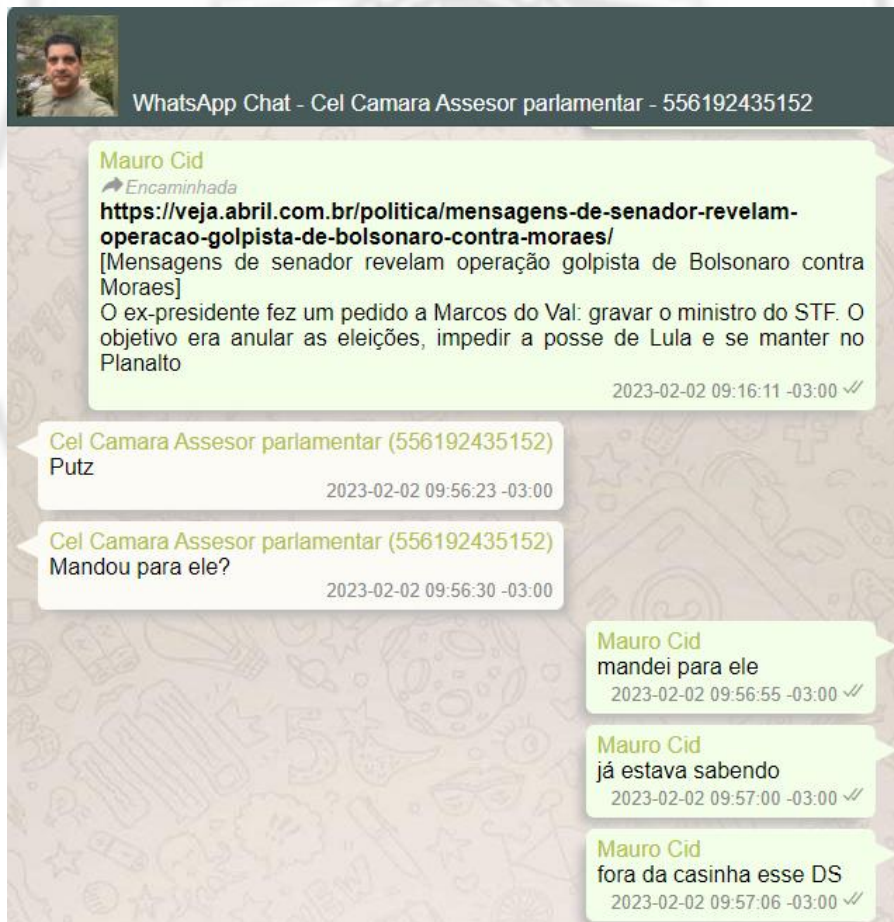 WhatsApp Chat - Cel Camara Assesor parlamentar - 556192435152
Mauro Cid
Encaminhada
https://veja.abril.com.br/politica/mensagens-de-senador-revelam-
operacao-golpista-de-bolsonaro-contra-moraes/
[Mensagens de senador revelam operação golpista de Bolsonaro contra
Moraes]
O ex-presidente fez um pedido a Marcos do Val: gravar o ministro do STF. O
objetivo era anular as eleições, impedir a posse de Lula e se manter no
Planalto
2023-02-02 09:16:11 -03:00
Cel Camara Assesor parlamentar (556192435152)
Putz
2023-02-02 09:56:23 -03:00
Cel Camara Assesor parlamentar (556192435152)
Mandou para ele?
2023-02-02 09:56:30 -03:00
Mauro Cid
mandei para ele
2023-02-02 09:56:55 -03:00
Mauro Cid
já estava sabendo
2023-02-02 09:57:00 -03:00
Mauro Cid
fora da casinha esse DS
2023-02-02 09:57:06 -03:00